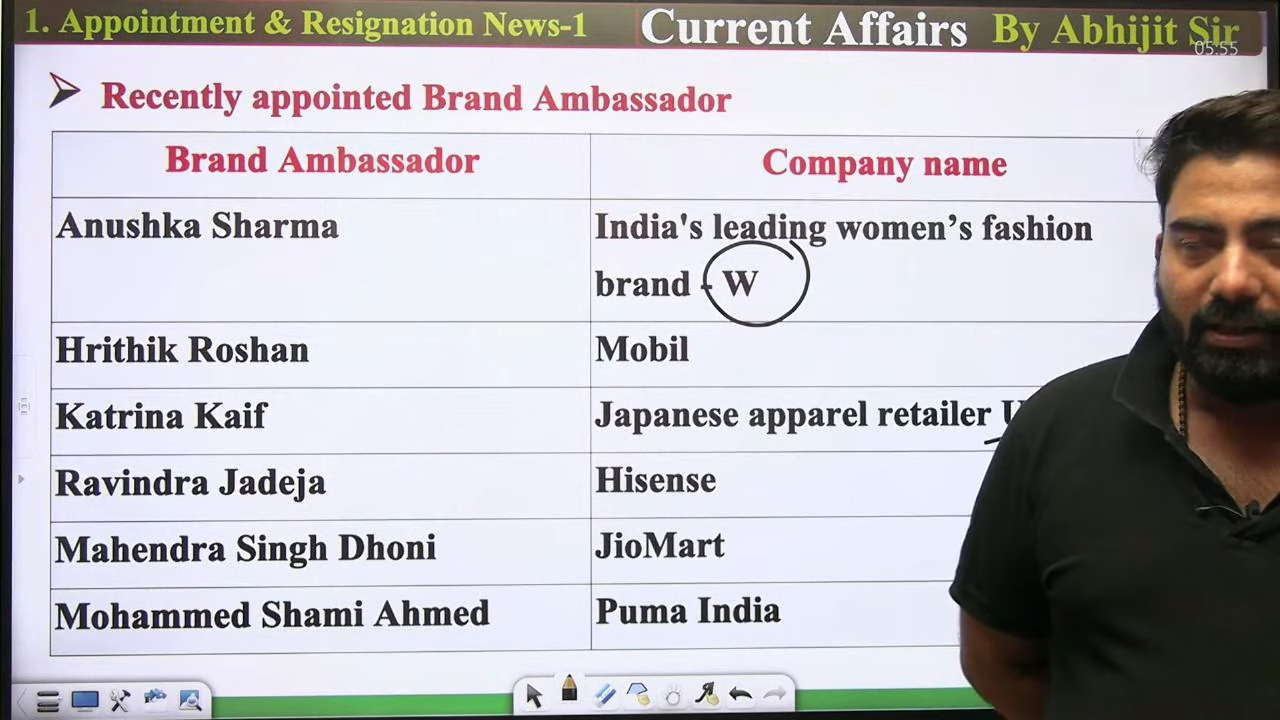 1. Appointment & Resignation News-1 Current Affairs By Abhijit Sir
05:55
Recently appointed Brand Ambassador
Brand Ambassador Company name
Anushka Sharma India's leading women’s fashion
brand - W
Hrithik Roshan Mobil
Katrina Kaif Japanese apparel retailer
Ravindra Jadeja Hisense
Mahendra Singh Dhoni JioMart
Mohammed Shami Ahmed Puma India